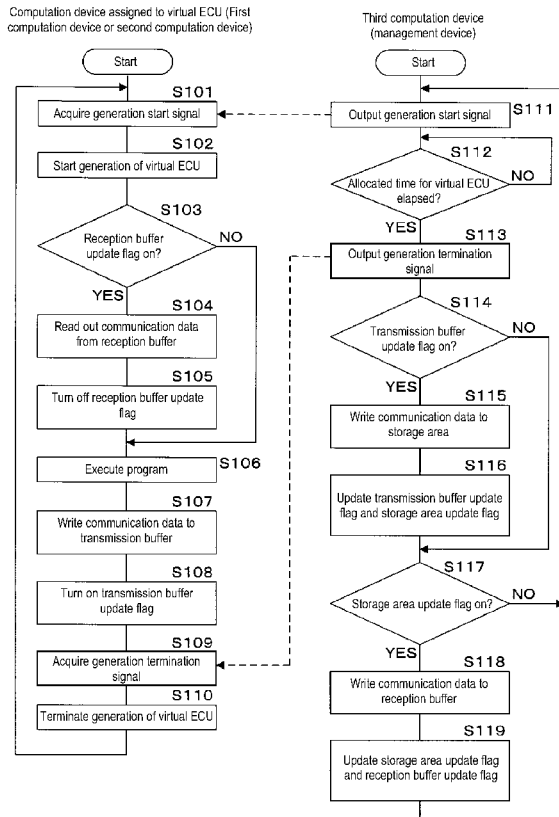 Computation device assigned to virtual ECU (First
computation device or second computation device)
Start
S101
Acquire generation start signal
S102
Start generation of virtual ECU
S103
Reception buffer
update flag on?
NO
YES
S104
Read out communication data
from reception buffer
S105
Turn off reception buffer update
flag
S106
Execute program
S107
Write communication data to
transmission buffer
S108
Turn on transmission buffer
update flag
S109
Acquire generation termination
signal
S110
Terminate generation of virtual ECU
Third computation device
(management device)
Start
S111
Output generation start signal
S112
Allocated time for virtual ECU
elapsed?
NO
YES
S113
Output generation termination
signal
S114
Transmission buffer
update flag on?
NO
YES
S115
Write communication data to
storage area
S116
Update transmission buffer update
flag and storage area update flag
S117
Storage area update flag on?
NO
YES
S118
Write communication data to
reception buffer
S119
Update storage area update flag
and reception buffer update flag